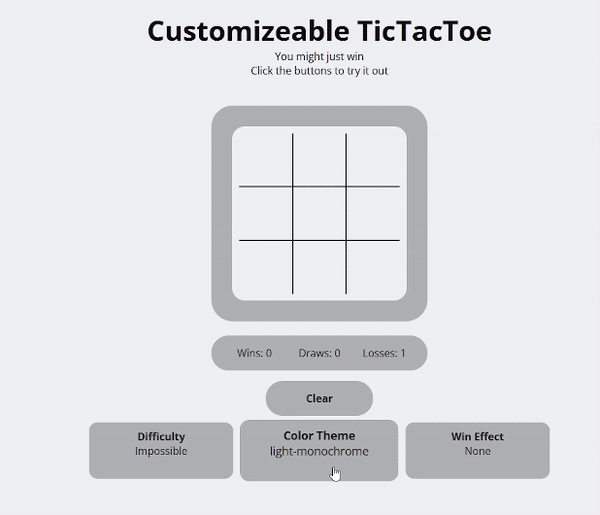 Customizeable TicTacToe
You might just win
Click the buttons to try it out
Wins: 0 Draws: 0 Losses: 1
Clear
Difficulty
Impossible
Color Theme
light-monochrome
Win Effect
None